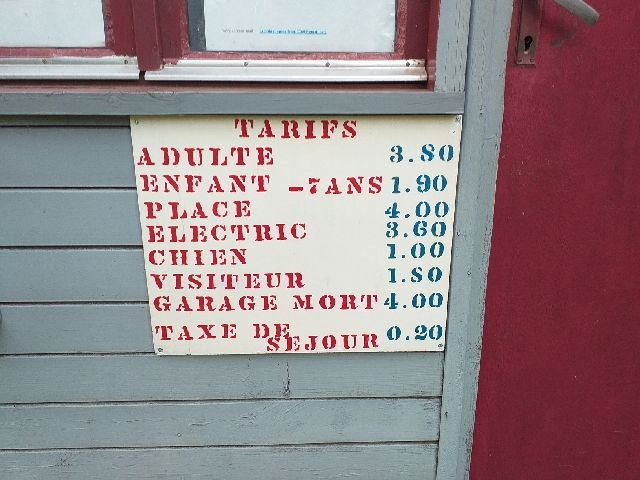 TARIFS
ADULTE 3.80
ENFANT -7ANS 1.90
PLACE 4.00
ELECTRIC 3.60
CHIEN 1.00
VISITEUR 1.80
GARAGE MORT 4.00
TAXE DE SEJOUR 0.20